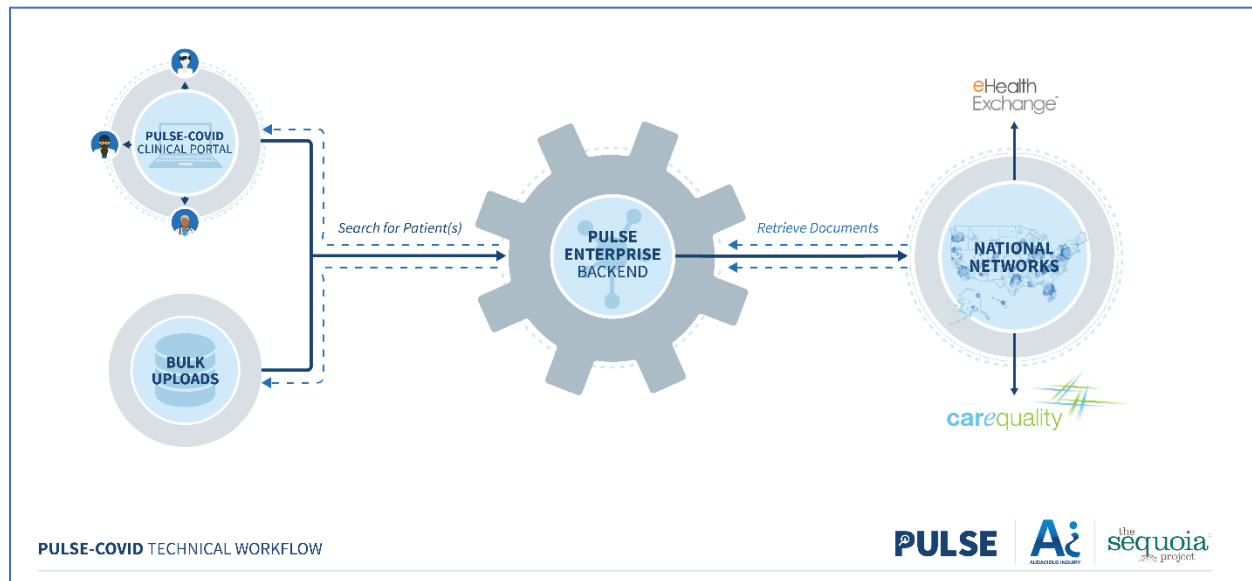 eHealth
Exchange™
PULSE-COVID
CLINICAL PORTAL
Search for Patient(s)
PULSE
ENTERPRISE
BACKEND
Retrieve Documents
NATIONAL
NETWORKS
BULK
UPLOADS
carequality
PULSE-COVID TECHNICAL WORKFLOW
PULSE
Ai
AUDACIOUS INQUIRY
the
sequoia
project